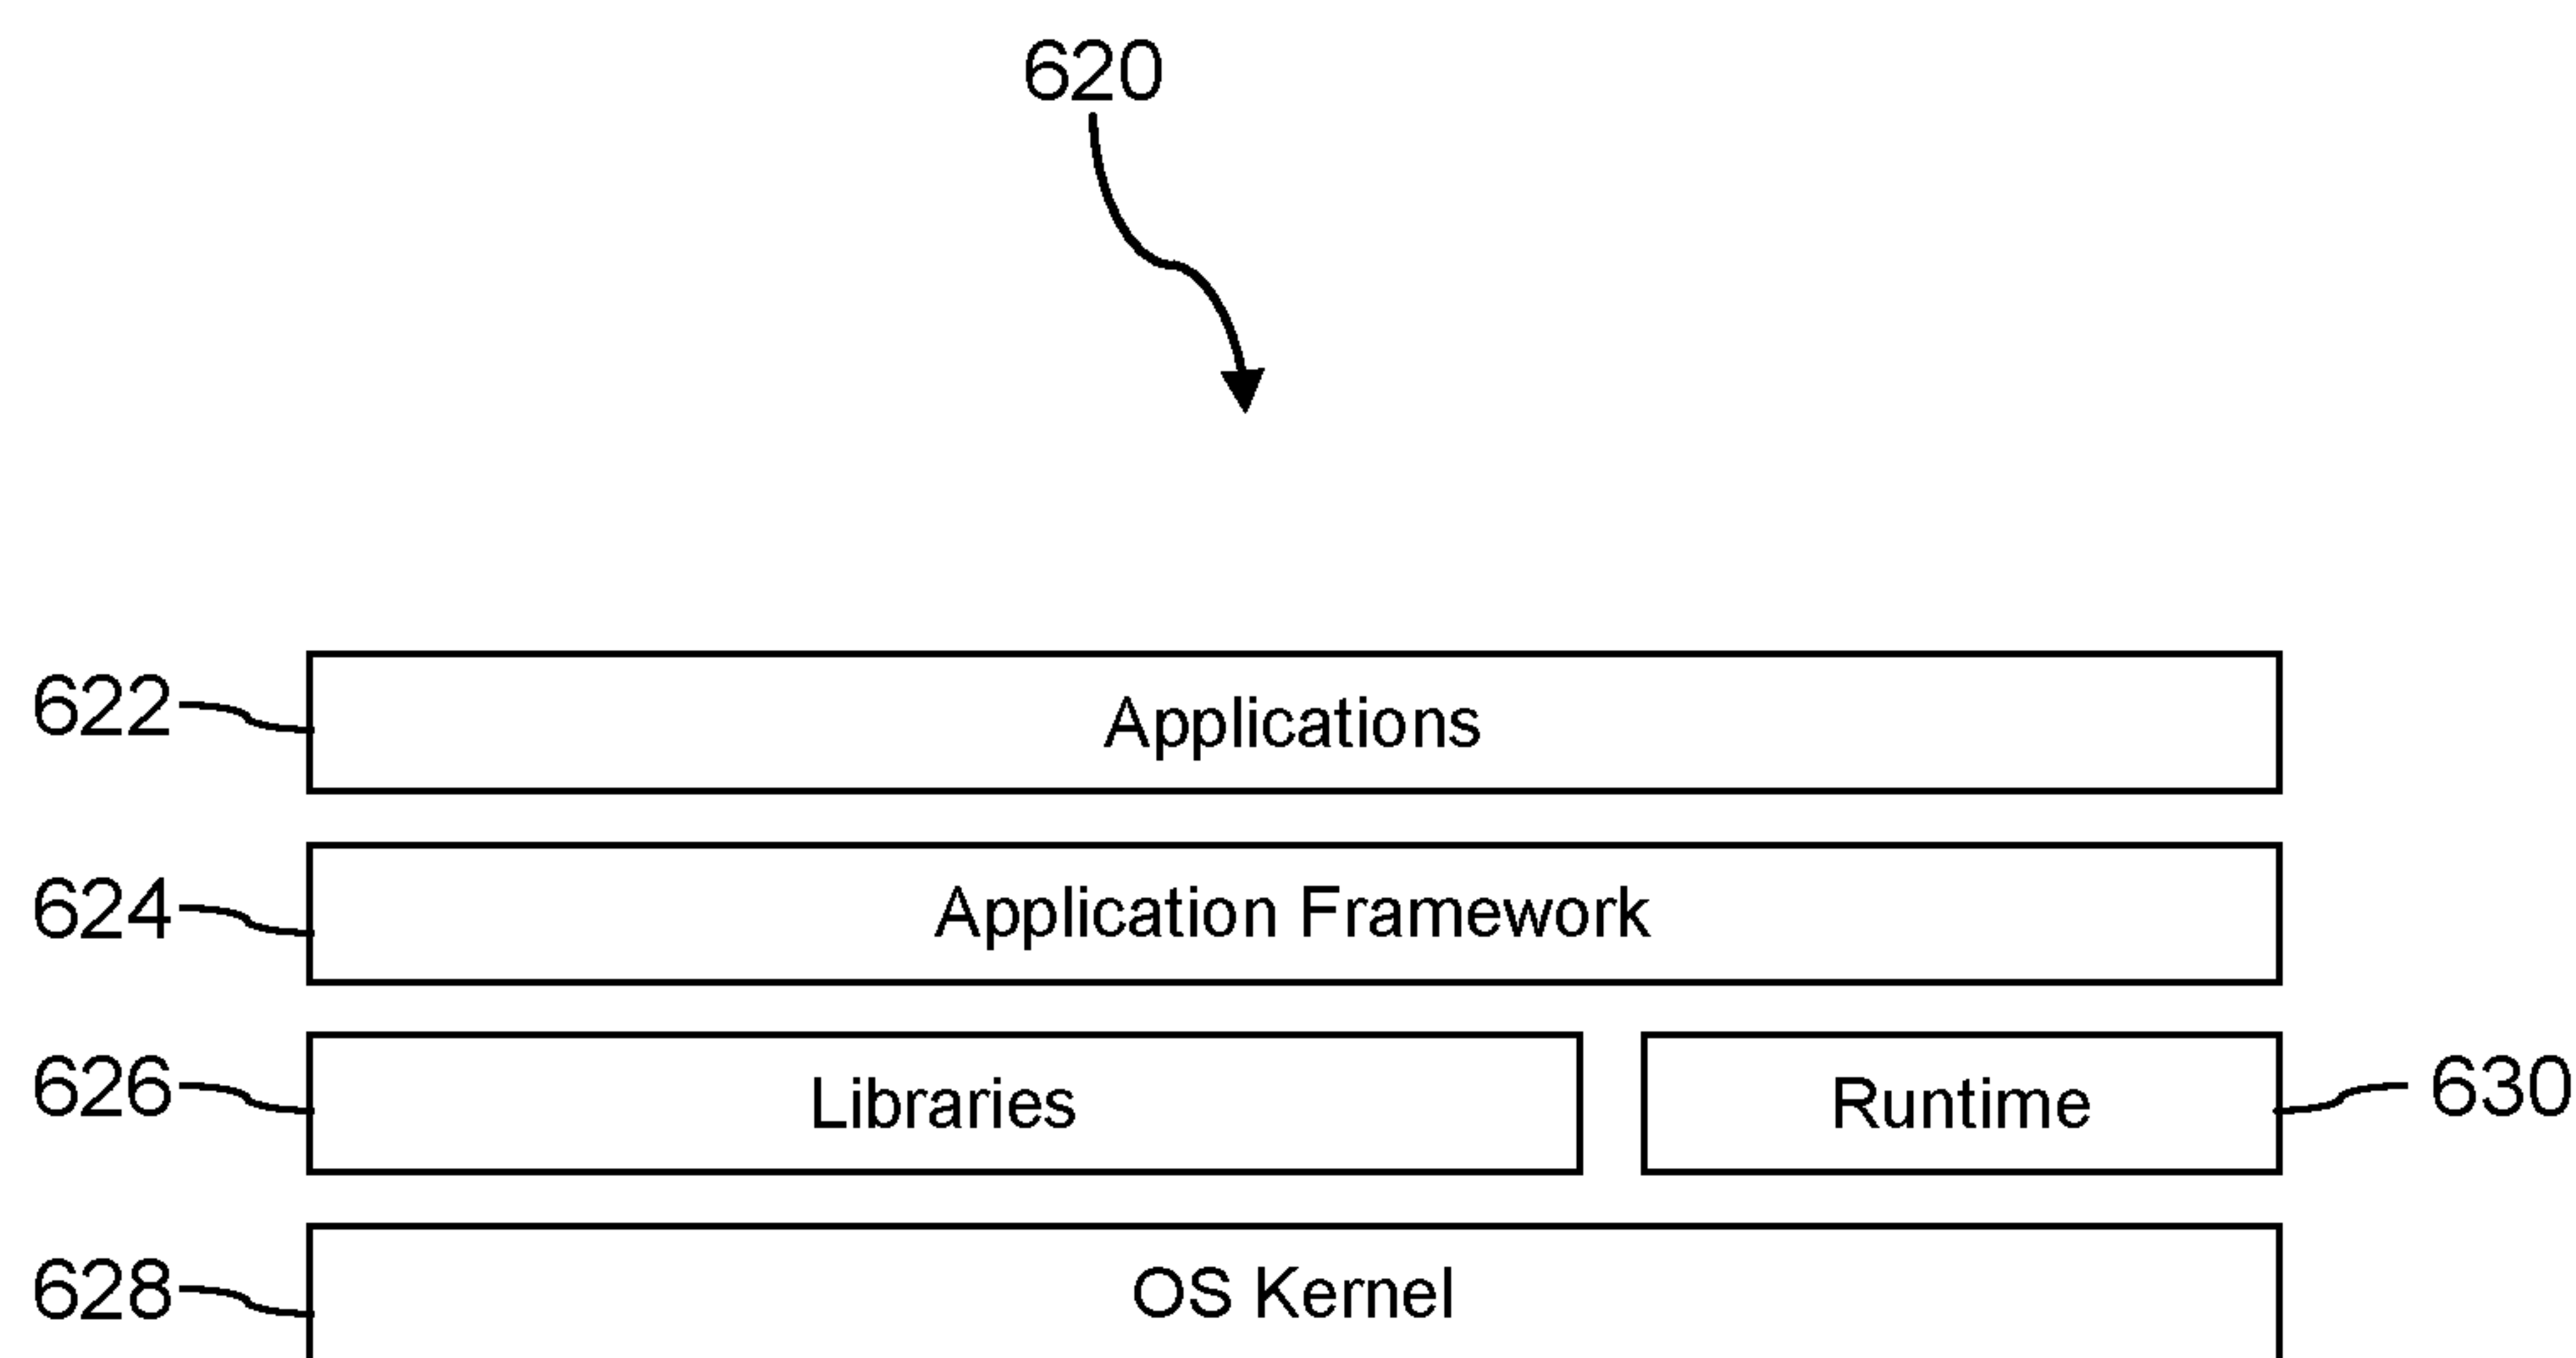 620
622
Applications
624
Application Framework
626
Libraries
Runtime
630
628
OS Kernel